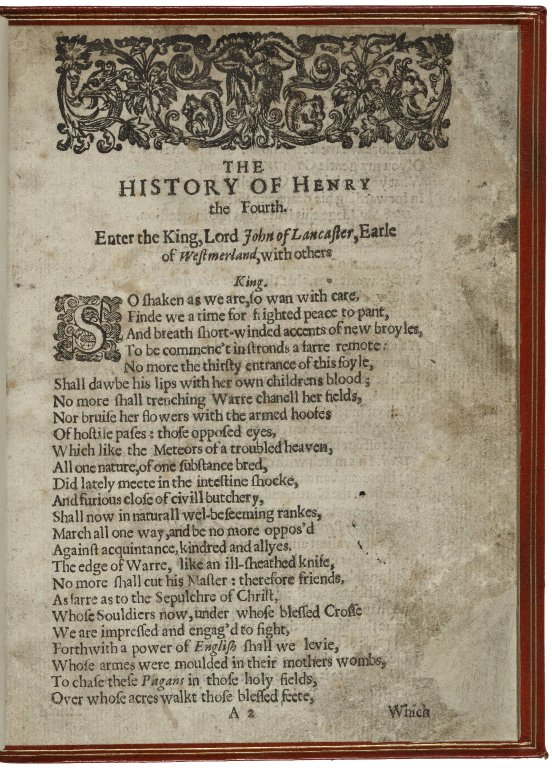 THE
HISTORY OF HENRY
the Fourth.
Enter the King, Lord John of Lancaſter, Earle
of Weſtmerland, with others
King.
SO ſhaken as we are, ſo wan with care,
Finde we a time for frighted peace to pant,
And breath ſhort-winded accents of new broyles,
To be commenc't in ſtronds a farre remote:
No more the thirſty entrance of this ſoyle,
Shall dawbe his lips with her own childrens blood;
No more ſhall trenching Warre chanell her fields,
Nor bruiſe her flowers with the armed hoofes
Of hoſtile paſes: thoſe oppoſed eyes,
Which like the Meteors of a troubled heaven,
All one nature, of one ſubſtance bred,
Did lately meete in the inteſtine ſhocke,
And furious cloſe of civill butchery,
Shall now in naturall wel-beſeeming rankes,
March all one way, and be no more oppos'd
Againſt acquintance, kindred and allyes.
The edge of Warre, like an ill-ſheathed knife,
No more ſhall cut his Maſter: therefore friends,
As farre as to the Sepulchre of Chriſt,
Whoſe Souldiers now, under whoſe bleſſed Croſſe
We are impreſſed and engag'd to fight,
Forthwith a power of Engliſh ſhall we levie,
Whoſe armes were moulded in their mothers wombs,
To chaſe theſe Pagans in thoſe holy fields,
Over whoſe acres walkt thoſe bleſſed feete,
A 2 Which